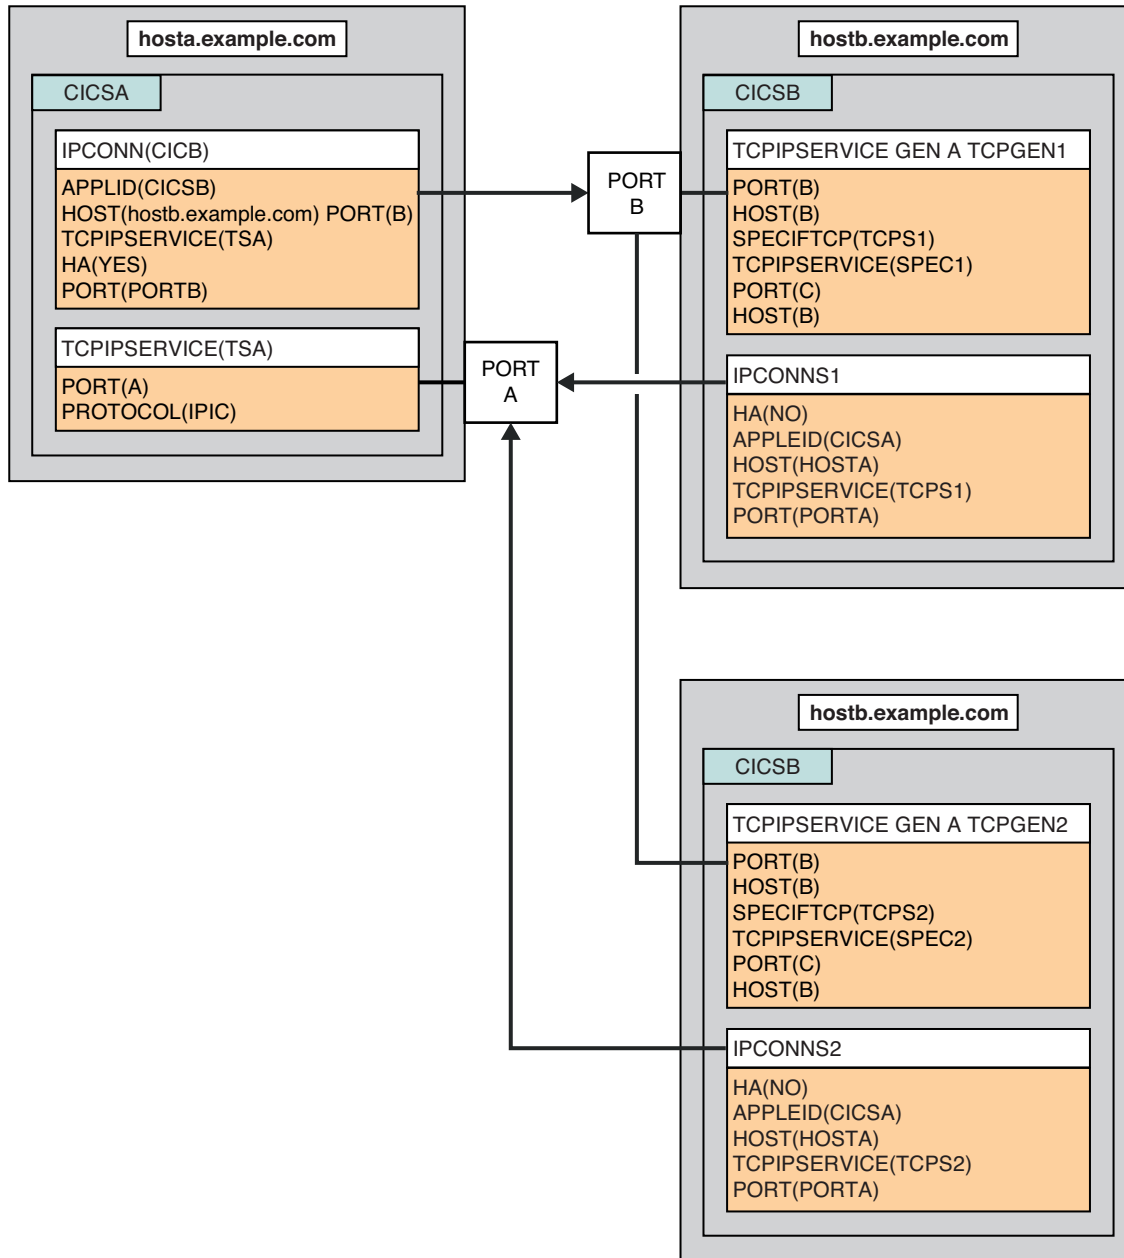 hosta.example.com
CICSA
IPCONN(CICB)
APPLID(CICSB)
HOST(hostb.example.com) PORT(B)
TCPIPSERVICE(TSA)
HA(YES)
PORT(PORTB)
TCPIPSERVICE(TSA)
PORT(A)
PROTOCOL(IPIC)
PORT
B
PORT
A
hostb.example.com
CICSB
TCPIPSERVICE GEN A TCPGEN1
PORT(B)
HOST(B)
SPECIFTCP(TCPS1)
TCPIPSERVICE(SPEC1)
PORT(C)
HOST(B)
IPCONNS1
HA(NO)
APPLEID(CICSA)
HOST(HOSTA)
TCPIPSERVICE(TCPS1)
PORT(PORTA)
hostb.example.com
CICSB
TCPIPSERVICE GEN A TCPGEN2
PORT(B)
HOST(B)
SPECIFTCP(TCPS2)
TCPIPSERVICE(SPEC2)
PORT(C)
HOST(B)
IPCONNS2
HA(NO)
APPLEID(CICSA)
HOST(HOSTA)
TCPIPSERVICE(TCPS2)
PORT(PORTA)